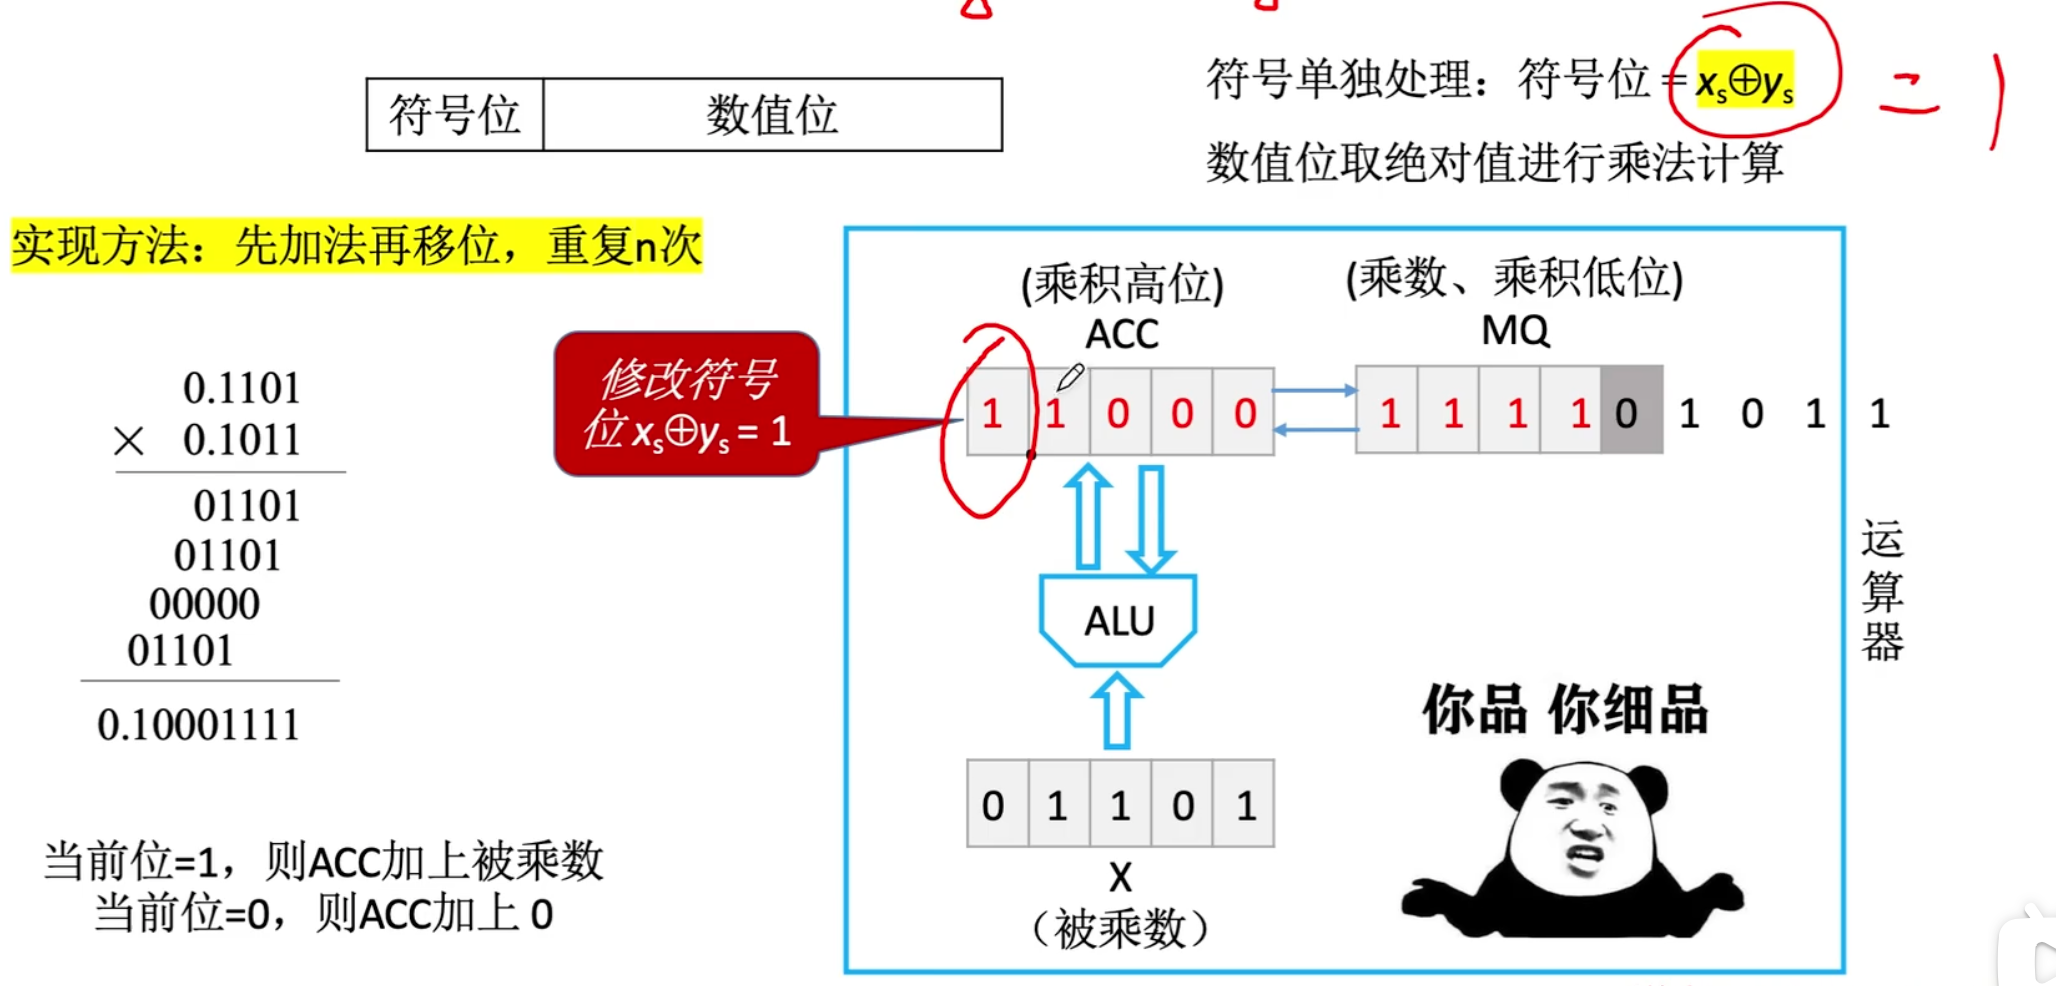 符号位 数值位
符号单独处理：符号位 = xs⊕ys = 1
数值位取绝对值进行乘法计算
实现方法：先加法再移位，重复n次
0.1101
× 0.1011
01101
01101
00000
01101
0.10001111
当前位=1，则ACC加上被乘数
当前位=0，则ACC加上 0
修改符号
位 xs⊕ys = 1
(乘积高位) (乘数、乘积低位)
ACC MQ
1 1 0 0 0 1 1 1 1 0 1 0 1 1
ALU
0 1 1 0 1
X
（被乘数）
运算器
你品 你细品